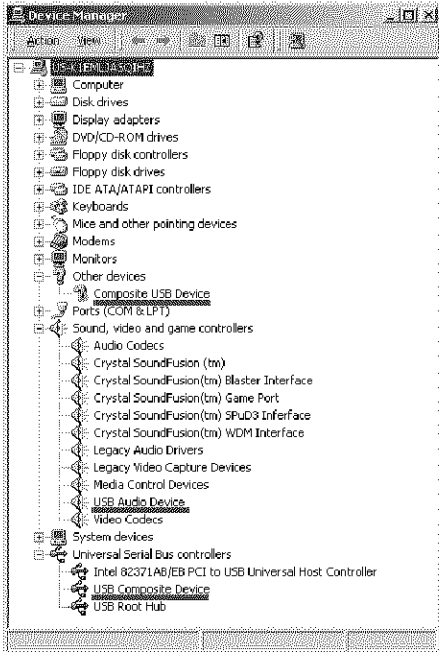 Device Manager
Action View
Computer
Disk drives
Display adapters
DVD/CD-ROM drives
Floppy disk controllers
Floppy disk drives
IDE ATA/ATAPI controllers
Keyboards
Mice and other pointing devices
Modems
Monitors
Other devices
Composite USB Device
Ports (COM & LPT)
Sound, video and game controllers
Audio Codecs
Crystal SoundFusion (tm)
Crystal SoundFusion(tm) Blaster Interface
Crystal SoundFusion(tm) Game Port
Crystal SoundFusion(tm) SPuD3 Inferface
Crystal SoundFusion(tm) WDM Interface
Legacy Audio Drivers
Legacy Video Capture Devices
Media Control Devices
USB Audio Device
Video Codecs
System devices
Universal Serial Bus controllers
Intel 82371AB/EB PCI to USB Universal Host Controller
USB Composite Device
USB Root Hub